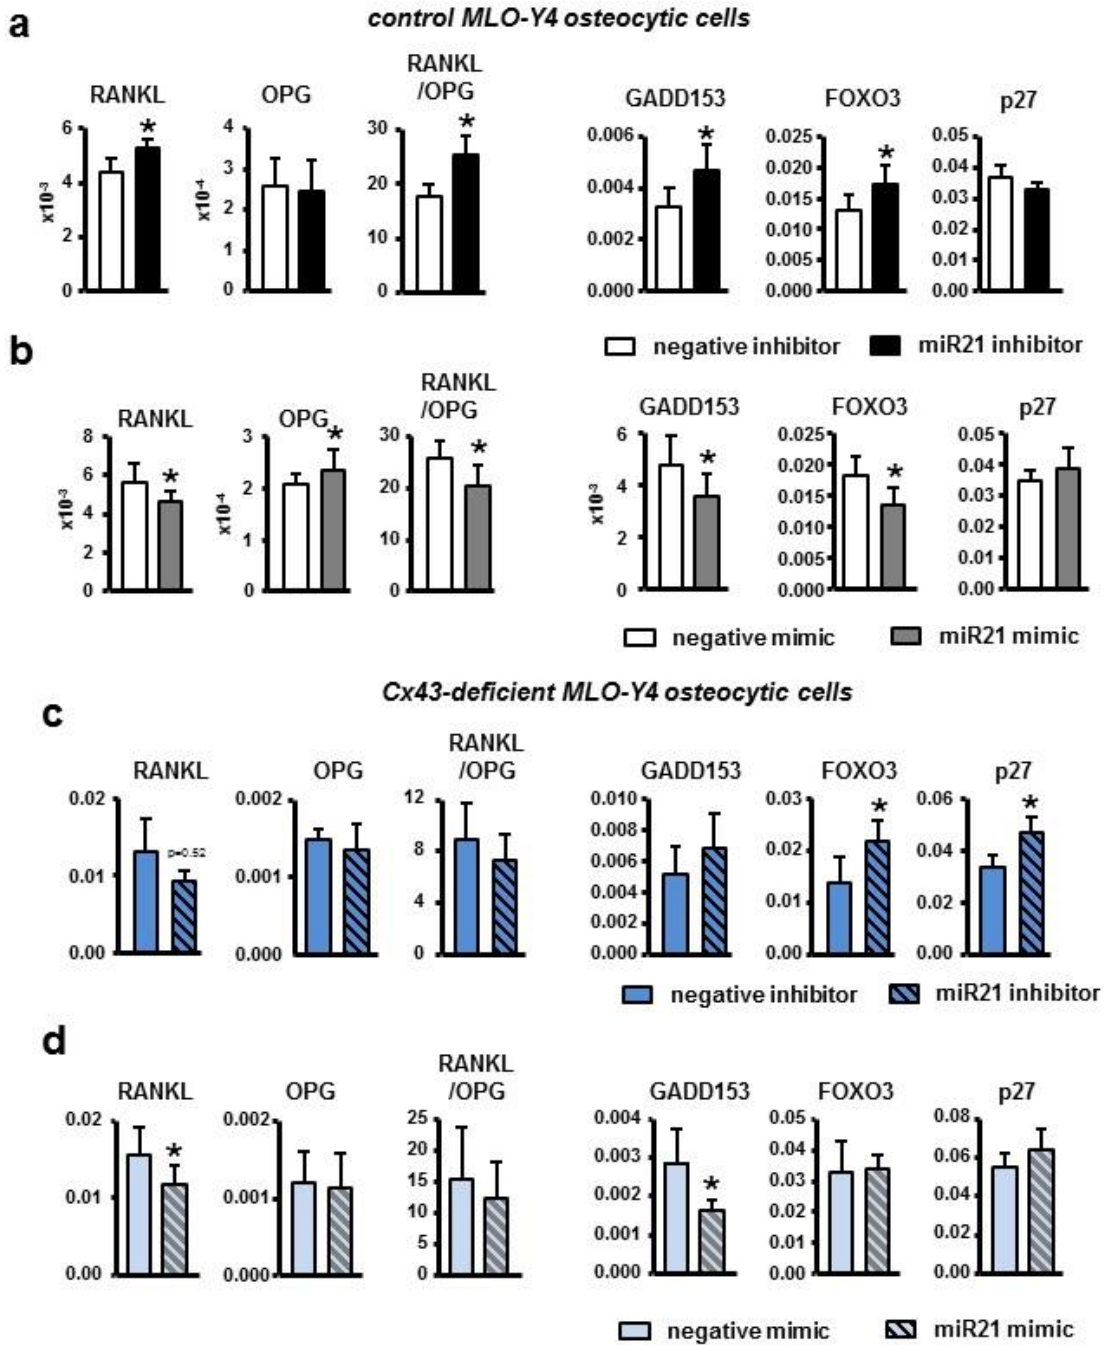 a
control MLO-Y4 osteocytic cells
RANKL
OPG
RANKL
/OPG
GADD153
FOXO3
p27
6
4
2
0
x10-3
*
4
3
2
1
0
x10-4
30
20
10
0
*
0.006
0.004
0.002
0.000
*
0.025
0.020
0.015
0.010
0.005
0.000
*
0.05
0.04
0.03
0.02
0.01
0.00
negative inhibitor
miR21 inhibitor
b
RANKL
OPG
RANKL
/OPG
GADD153
FOXO3
p27
8
6
4
2
0
x10-3
*
3
2
1
0
x10-4
*
30
20
10
0
*
6
4
2
0
x10-3
*
0.025
0.020
0.015
0.010
0.005
0.000
*
0.05
0.04
0.03
0.02
0.01
0.00
negative mimic
miR21 mimic
Cx43-deficient MLO-Y4 osteocytic cells
c
RANKL
OPG
RANKL
/OPG
GADD153
FOXO3
p27
0.02
0.01
0.00
p=0.52
0.002
0.001
0.000
12
8
4
0
0.010
0.008
0.006
0.004
0.002
0.000
0.03
0.02
0.01
0.00
*
0.06
0.04
0.02
0.00
*
negative inhibitor
miR21 inhibitor
d
RANKL
OPG
RANKL
/OPG
GADD153
FOXO3
p27
0.02
0.01
0.00
*
0.002
0.001
0.000
25
20
15
10
5
0
0.004
0.003
0.002
0.001
0.000
*
0.05
0.04
0.03
0.02
0.01
0.00
0.08
0.06
0.04
0.02
0.00
negative mimic
miR21 mimic